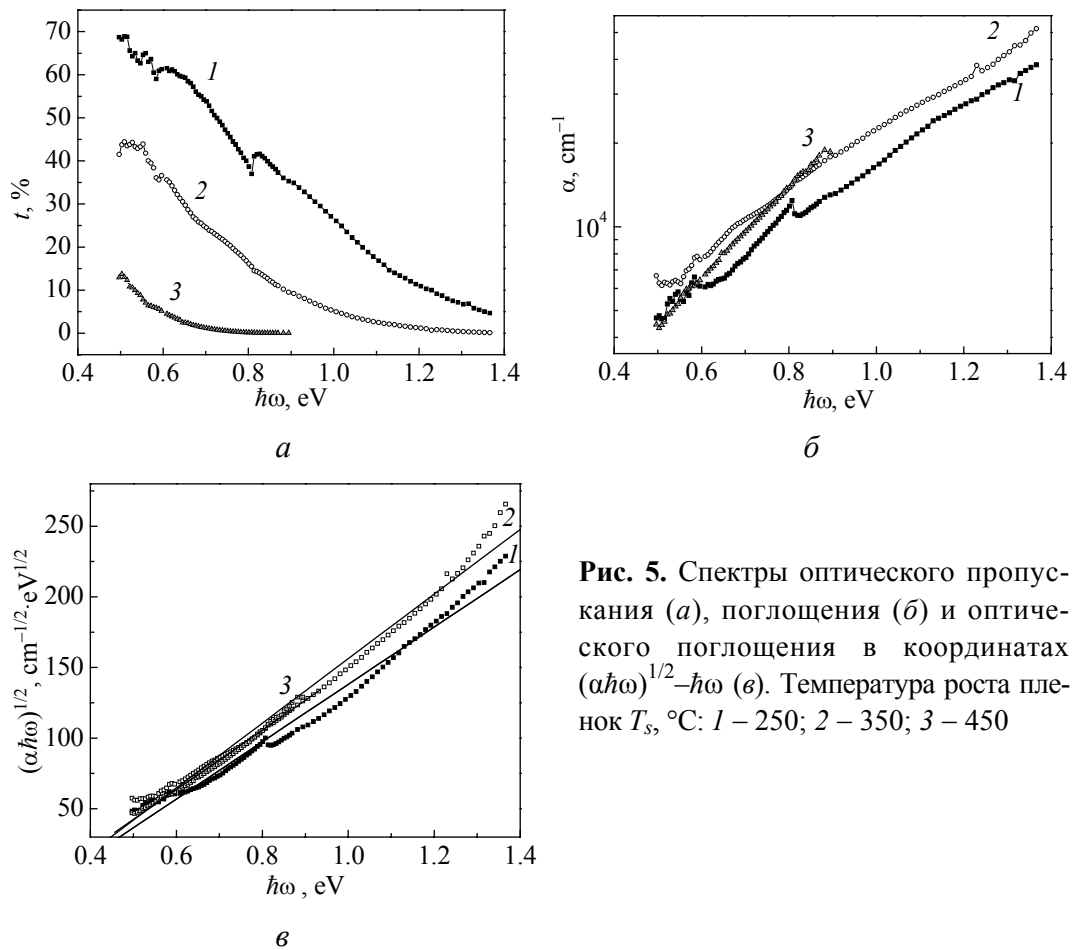 70
60
50
40
30
20
10
0
t, %
1
2
3
0.4 0.6 0.8 1.0 1.2 1.4
ħω, eV
а
α, cm⁻¹
10⁴
2
3
1
0.4 0.6 0.8 1.0 1.2 1.4
ħω, eV
б
250
200
150
100
50
(αħω)^1/2, cm^–1/2·eV^1/2
2
1
3
0.4 0.6 0.8 1.0 1.2 1.4
ħω , eV
в
Рис. 5. Спектры оптического пропус-
кания (а), поглощения (б) и оптиче-
ского поглощения в координатах
(αħω)^1/2–ħω (в). Температура роста пле-
нок Ts, °C: 1 – 250; 2 – 350; 3 – 450